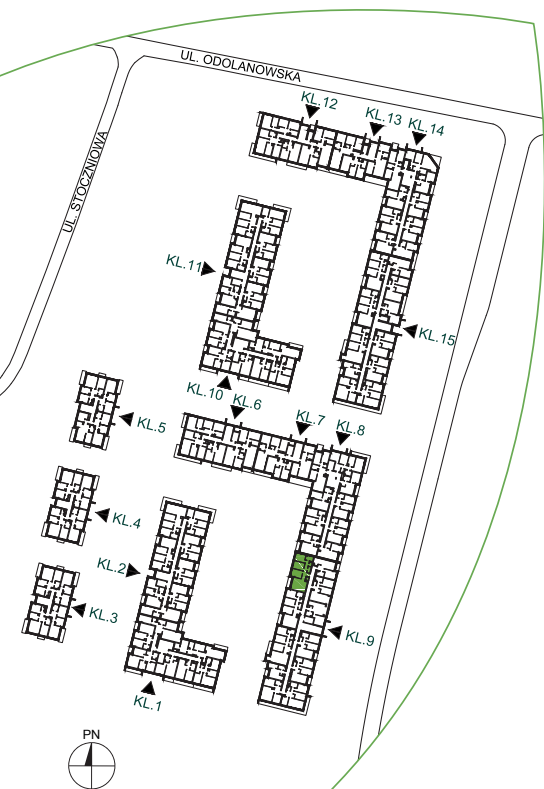 UL. ODOLANOWSKA
UL. STOCZNIOWA
KL.12
KL.13
KL.14
KL.11
KL.15
KL.10
KL.6
KL.7
KL.8
KL.5
KL.4
KL.2
KL.3
KL.9
KL.1
PN